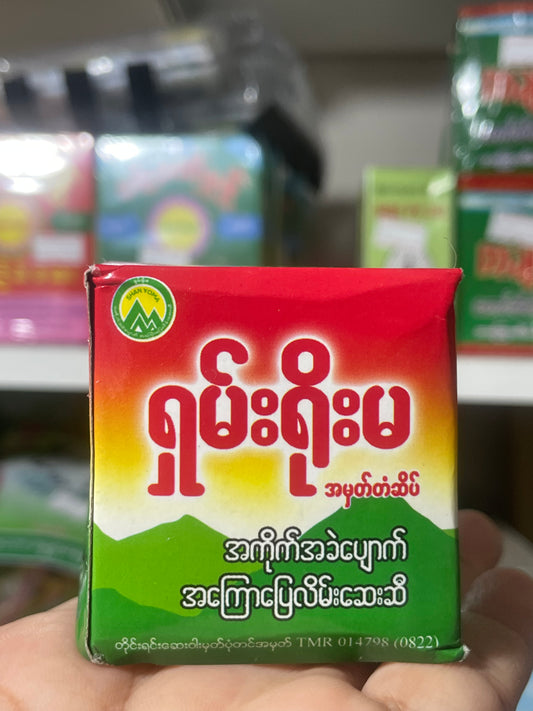 SHAN YOMA
ရှမ်းရိုးမ
အမှတ်တံဆိပ်
အကိုက်အခဲပျောက်
အကြောပြေလိမ်းဆေးဆီ
တိုင်းရင်းဆေးဝါးမှတ်ပုံတင်အမှတ် TMR 014798 (0822)